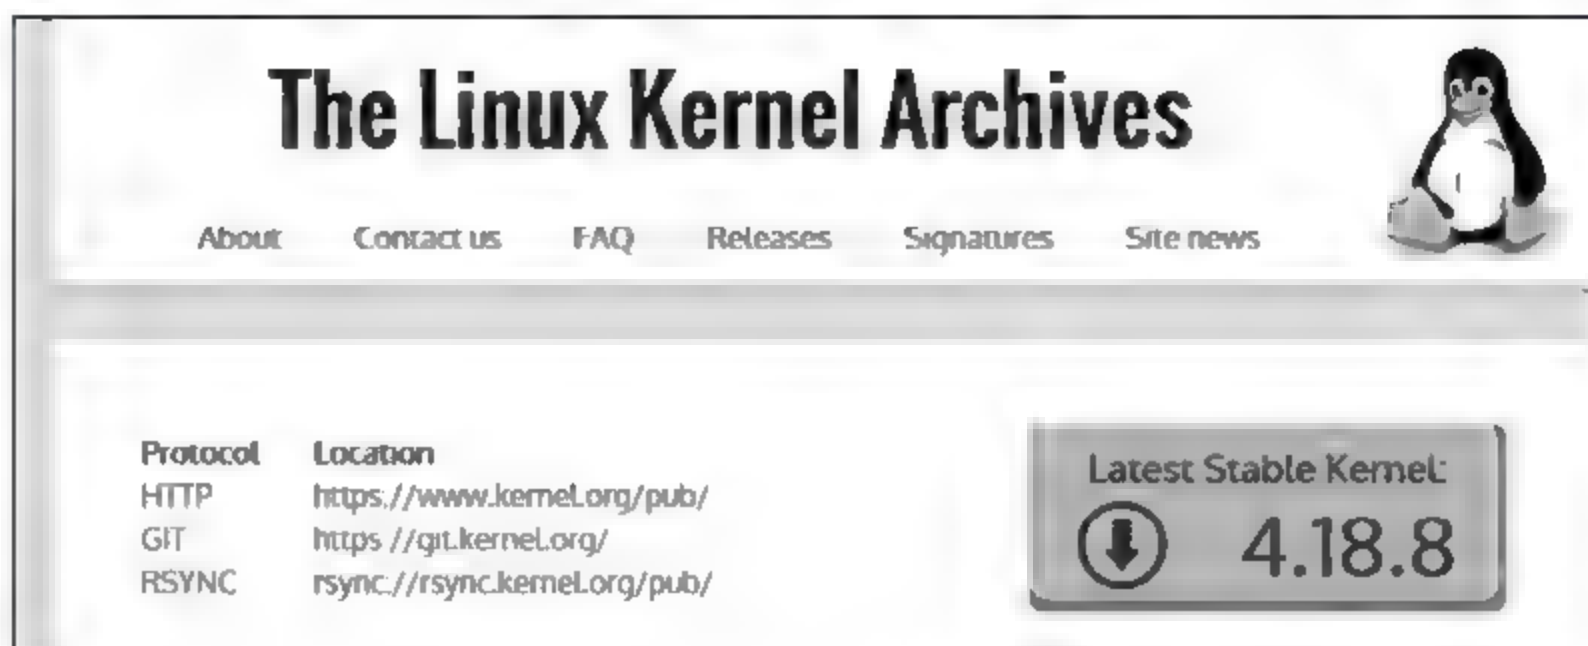 The Linux Kernel Archives
About Contact us FAQ Releases Signatures Site news
Protocol Location
HTTP https://www.kernel.org/pub/
GIT https://git.kernel.org/
RSYNC rsync://rsync.kernel.org/pub/
Latest Stable Kernel:
4.18.8